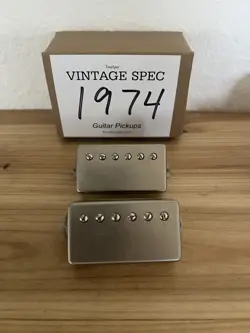 VINTAGE SPEC
1974
Guitar Pickups